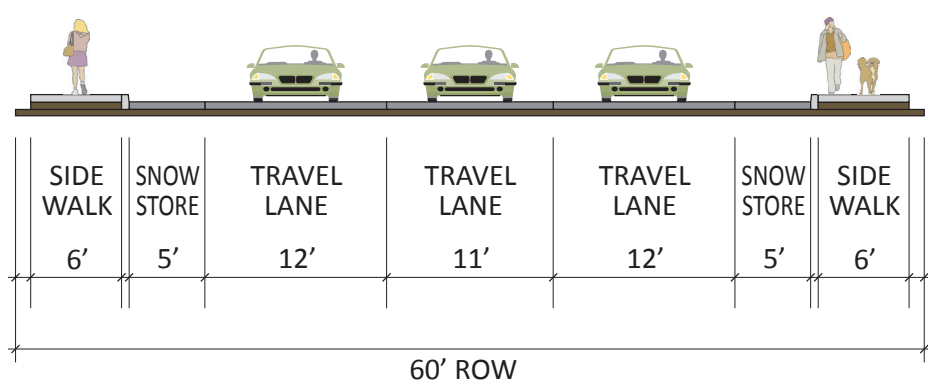 SIDE WALK 6’
SNOW STORE 5’
TRAVEL LANE 12’
TRAVEL LANE 11’
TRAVEL LANE 12’
SNOW STORE 5’
SIDE WALK 6’
60’ ROW